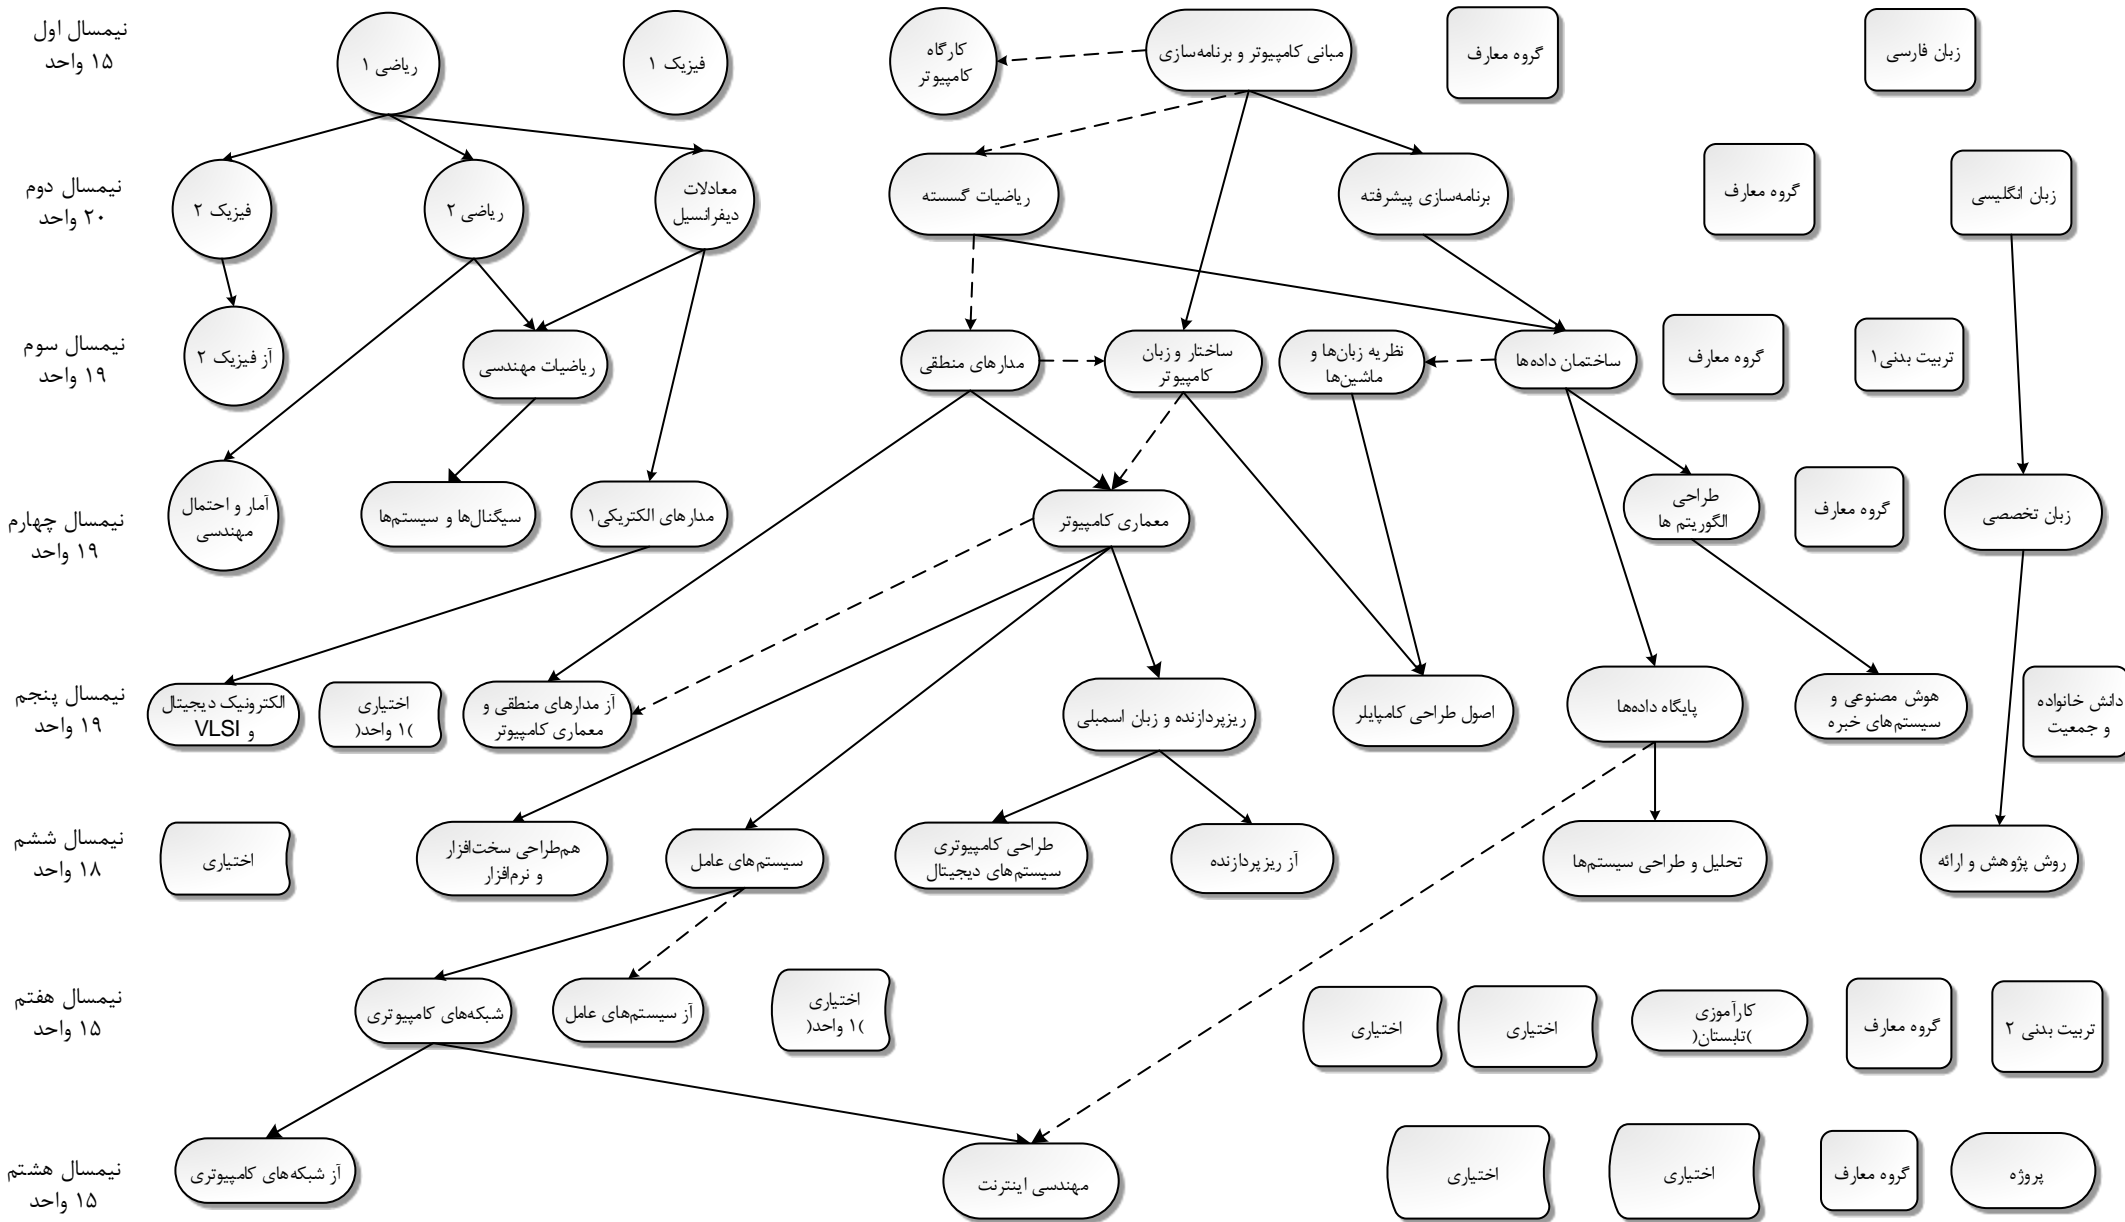 نیمسال اول
۱۵ واحد
زبان فارسی
گروه معارف
مبانی کامپیوتر و برنامه‌سازی
کارگاه
کامپیوتر
فیزیک ۱
ریاضی ۱
نیمسال دوم
۲۰ واحد
زبان انگلیسی
گروه معارف
برنامه‌سازی پیشرفته
ریاضیات گسسته
معادلات
دیفرانسیل
ریاضی ۲
فیزیک ۲
نیمسال سوم
۱۹ واحد
تربیت بدنی۱
گروه معارف
ساختمان داده‌ها
نظریه زبان‌ها و
ماشین‌ها
ساختار و زبان
کامپیوتر
مدارهای منطقی
ریاضیات مهندسی
آز فیزیک ۲
نیمسال چهارم
۱۹ واحد
زبان تخصصی
گروه معارف
طراحی
الگوریتم ها
معماری کامپیوتر
مدارهای الکتریکی۱
سیگنال‌ها و سیستم‌ها
آمار و احتمال
مهندسی
نیمسال پنجم
۱۹ واحد
دانش خانواده
و جمعیت
هوش مصنوعی و
سیستم‌های خبره
پایگاه داده‌ها
اصول طراحی کامپایلر
ریزپردازنده و زبان اسمبلی
آز مدارهای منطقی و
معماری کامپیوتر
اختیاری
)۱ واحد(
الکترونیک دیجیتال
و VLSI
نیمسال ششم
۱۸ واحد
روش پژوهش و ارائه
تحلیل و طراحی سیستم‌ها
آز ریزپردازنده
طراحی کامپیوتری
سیستم‌های دیجیتال
سیستم‌های عامل
هم‌طراحی سخت‌افزار
و نرم‌افزار
اختیاری
نیمسال هفتم
۱۵ واحد
تربیت بدنی ۲
گروه معارف
کارآموزی
)تابستان(
اختیاری
اختیاری
اختیاری
)۱ واحد(
آز سیستم‌های عامل
شبکه‌های کامپیوتری
نیمسال هشتم
۱۵ واحد
پروژه
گروه معارف
اختیاری
اختیاری
مهندسی اینترنت
آز شبکه‌های کامپیوتری